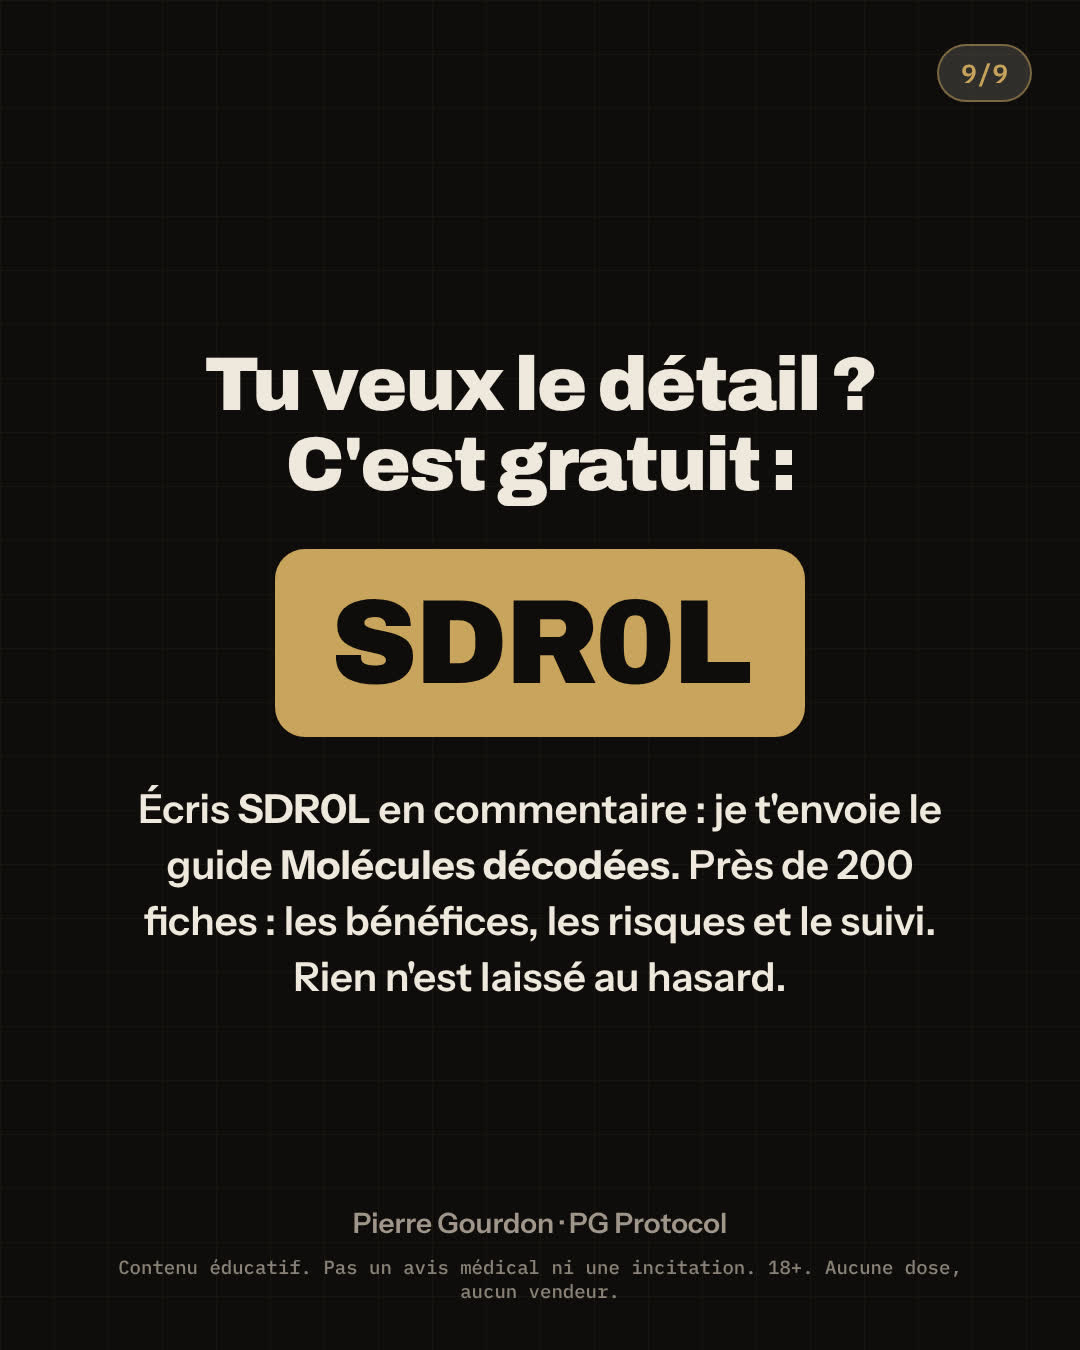 9/9
Tu veux le détail ?
C'est gratuit :
SDR0L
Écris SDR0L en commentaire : je t'envoie le
guide Molécules décodées. Près de 200
fiches : les bénéfices, les risques et le suivi.
Rien n'est laissé au hasard.
Pierre Gourdon · PG Protocol
Contenu éducatif. Pas un avis médical ni une incitation. 18+. Aucune dose,
aucun vendeur.